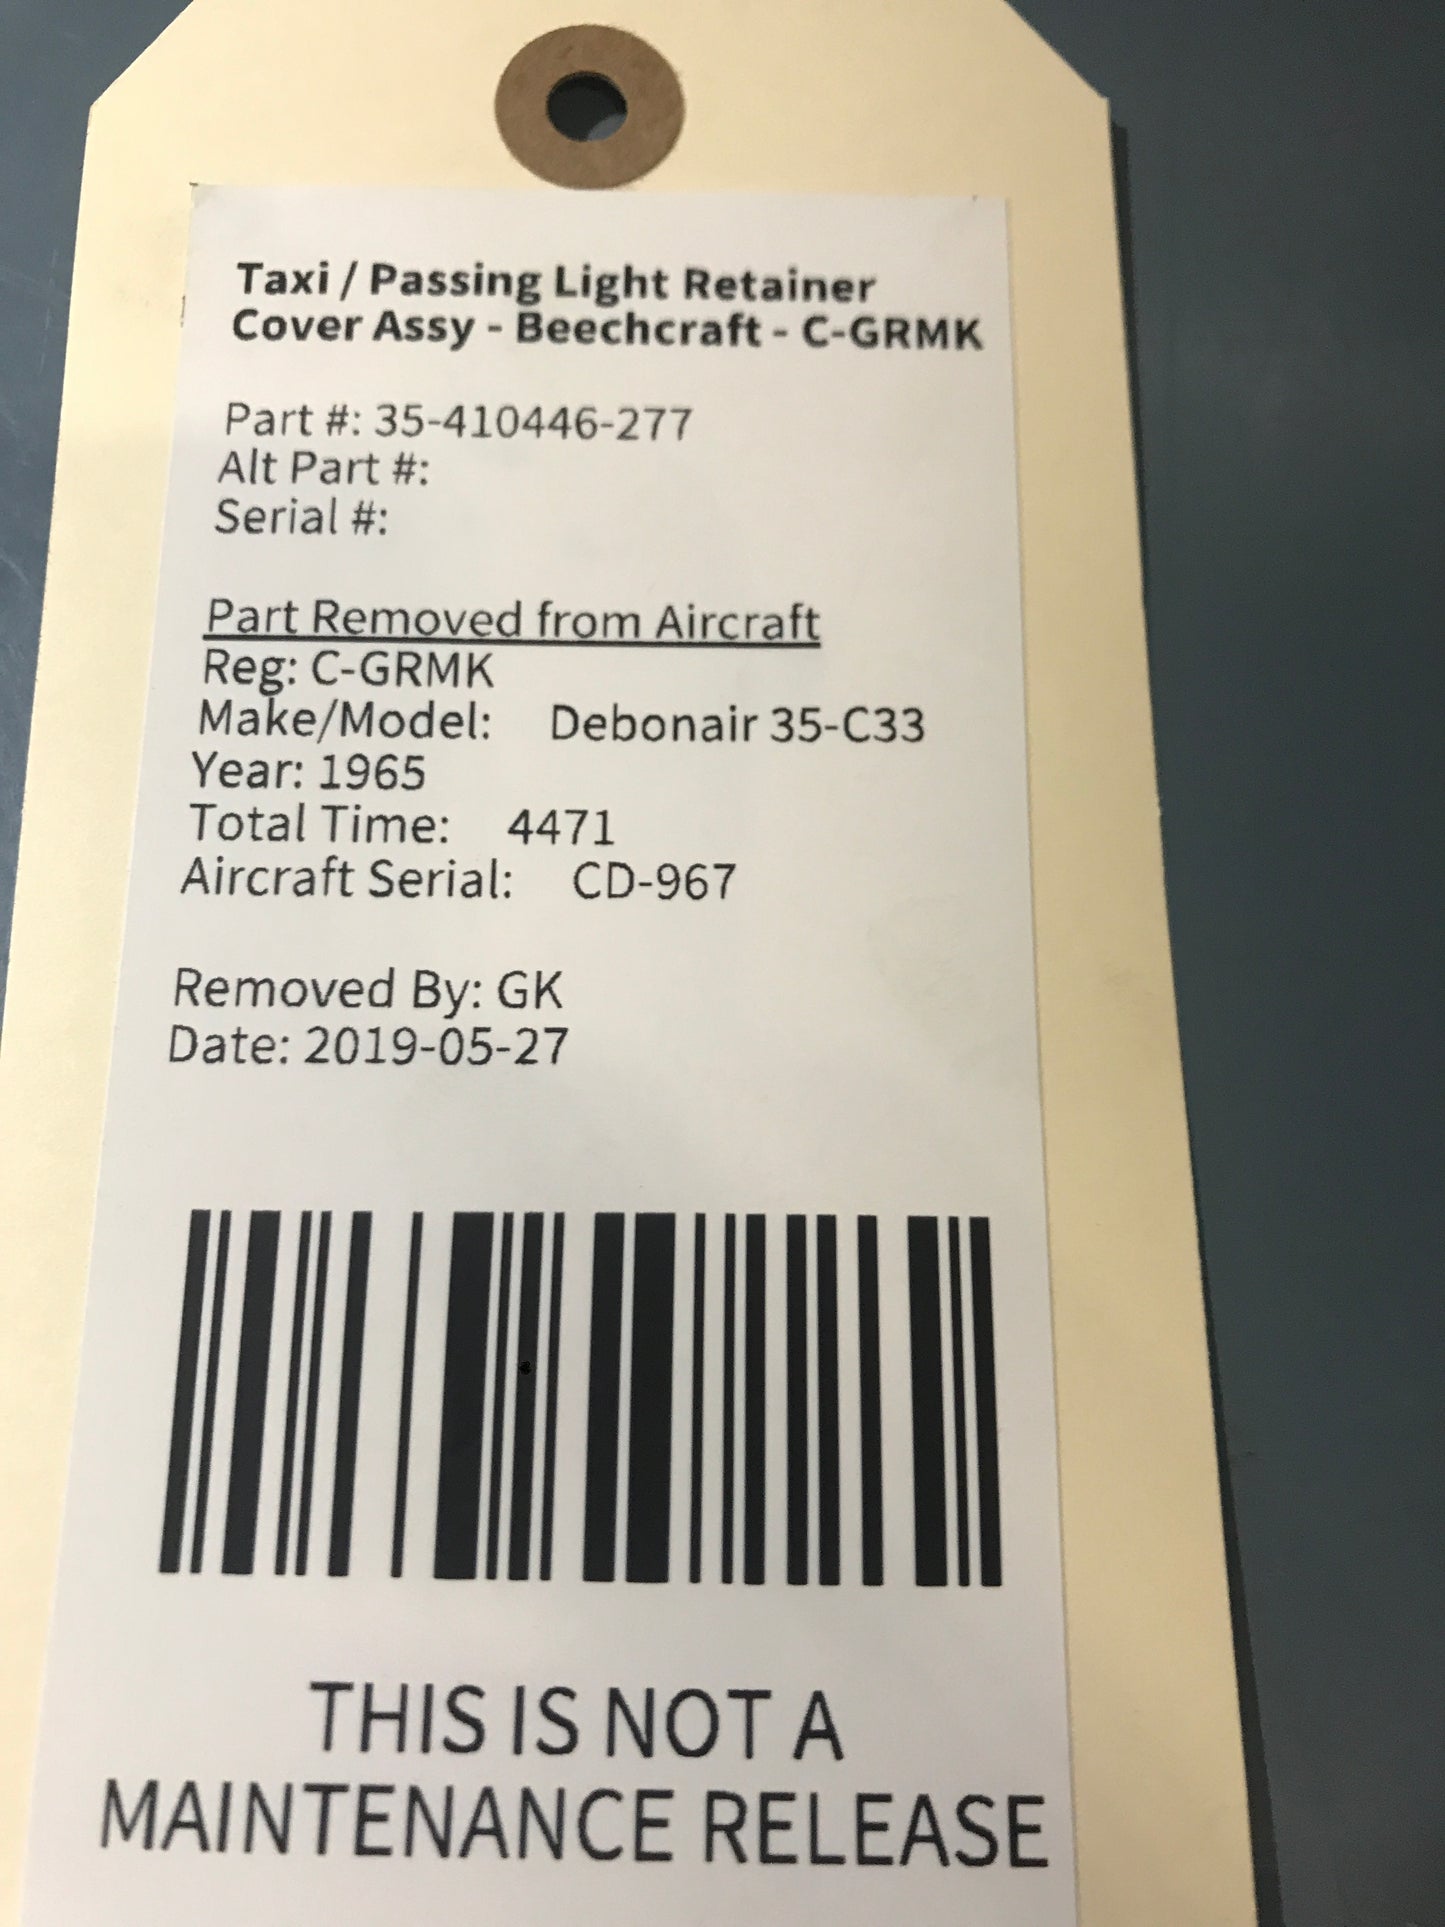 Taxi / Passing Light Retainer
Cover Assy - Beechcraft - C-GRMK
Part #: 35-410446-277
Alt Part #:
Serial #:
Part Removed from Aircraft
Reg: C-GRMK
Make/Model: Debonair 35-C33
Year: 1965
Total Time: 4471
Aircraft Serial: CD-967
Removed By: GK
Date: 2019-05-27
THIS IS NOT A
MAINTENANCE RELEASE